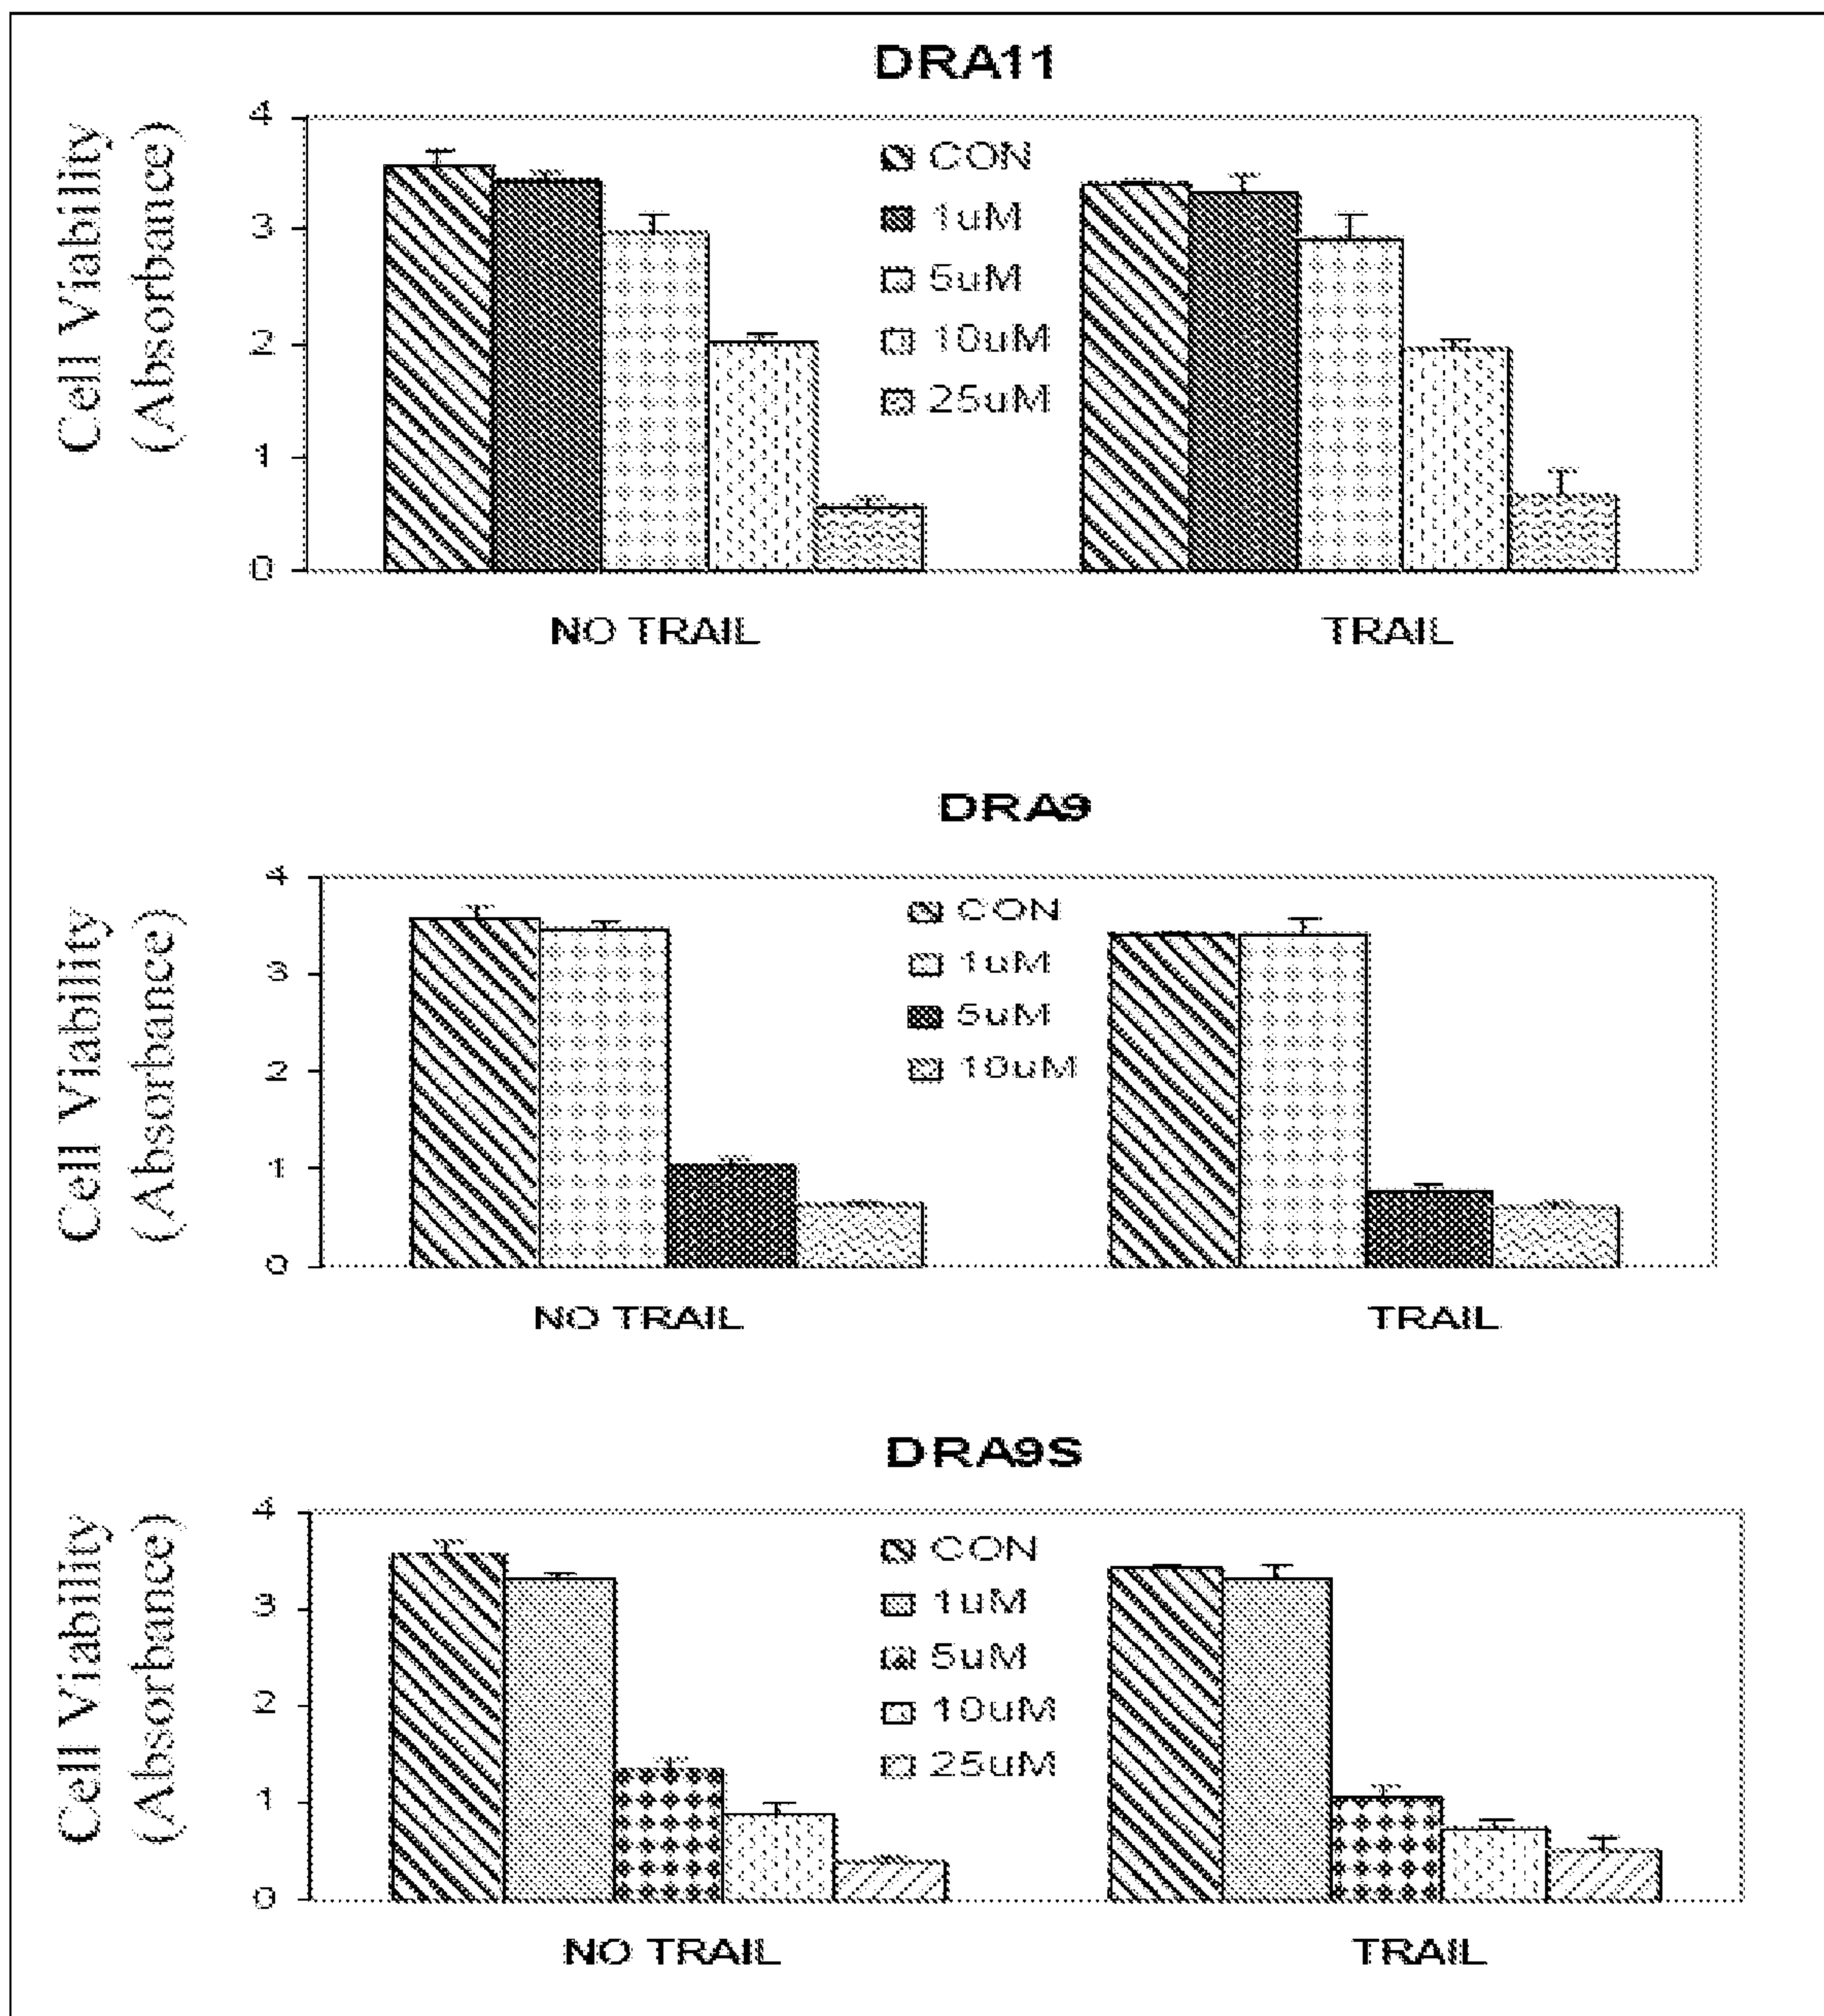 DRA11
Cell Viability
(Absorbance)
4
3
2
1
0
CON
1uM
5uM
10uM
25uM
NO TRAIL
TRAIL
DRA9
Cell Viability
(Absorbance)
4
3
2
1
0
CON
1uM
5uM
10uM
NO TRAIL
TRAIL
DRA9S
Cell Viability
(Absorbance)
4
3
2
1
0
CON
1uM
5uM
10uM
25uM
NO TRAIL
TRAIL